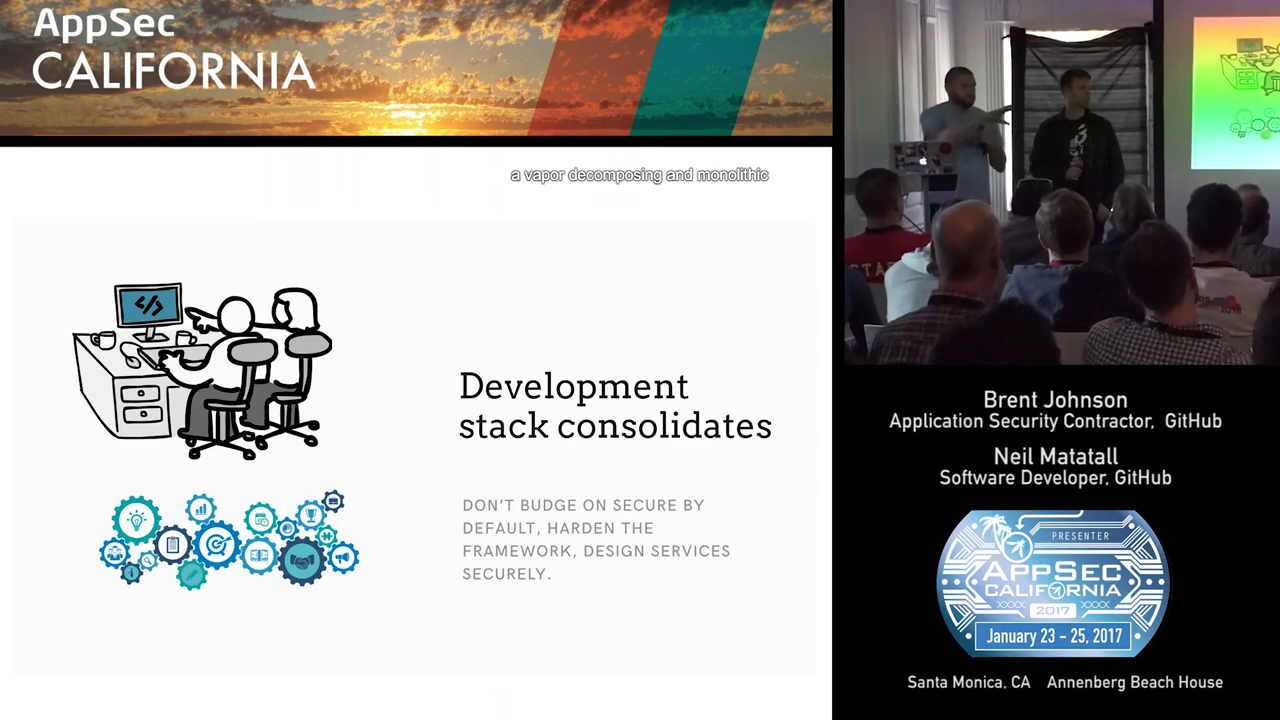 AppSec
CALIFORNIA
a vapor decomposing and monolithic
Development
stack consolidates
DON'T BUDGE ON SECURE BY
DEFAULT, HARDEN THE
FRAMEWORK, DESIGN SERVICES
SECURELY.
Brent Johnson
Application Security Contractor, GitHub
Neil Matatall
Software Developer, GitHub
PRESENTER
APPSEC
CALIFORNIA
2017
January 23 - 25, 2017
Santa Monica, CA Annenberg Beach House